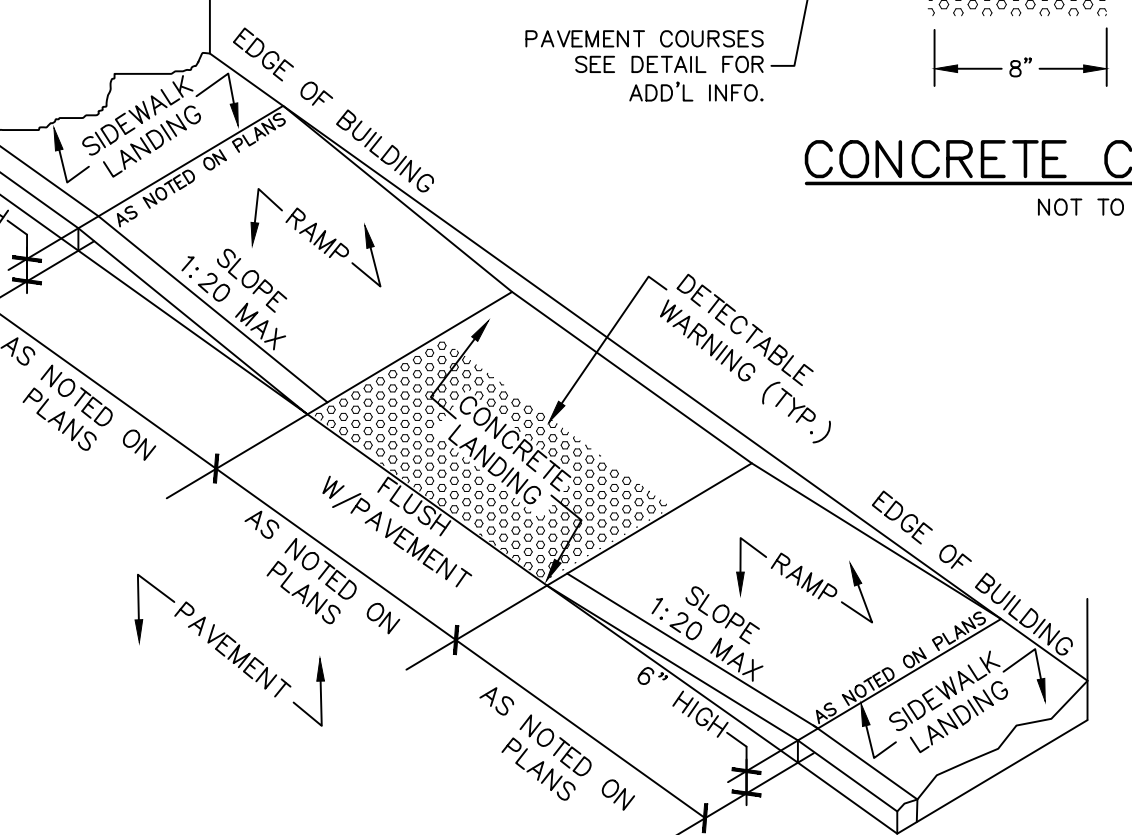 PAVEMENT COURSES
SEE DETAIL FOR
ADD'L INFO.
8"
CONCRETE C
NOT TO
EDGE OF BUILDING
SIDEWALK
LANDING
AS NOTED ON PLANS
RAMP
SLOPE
1:20 MAX
DETECTABLE
WARNING (TYP.)
CONCRETE
LANDING
FLUSH
W/PAVEMENT
AS NOTED ON
PLANS
AS NOTED ON
PLANS
PAVEMENT
EDGE OF BUILDING
RAMP
SLOPE
1:20 MAX
AS NOTED ON PLANS
SIDEWALK
LANDING
6" HIGH
AS NOTED ON
PLANS